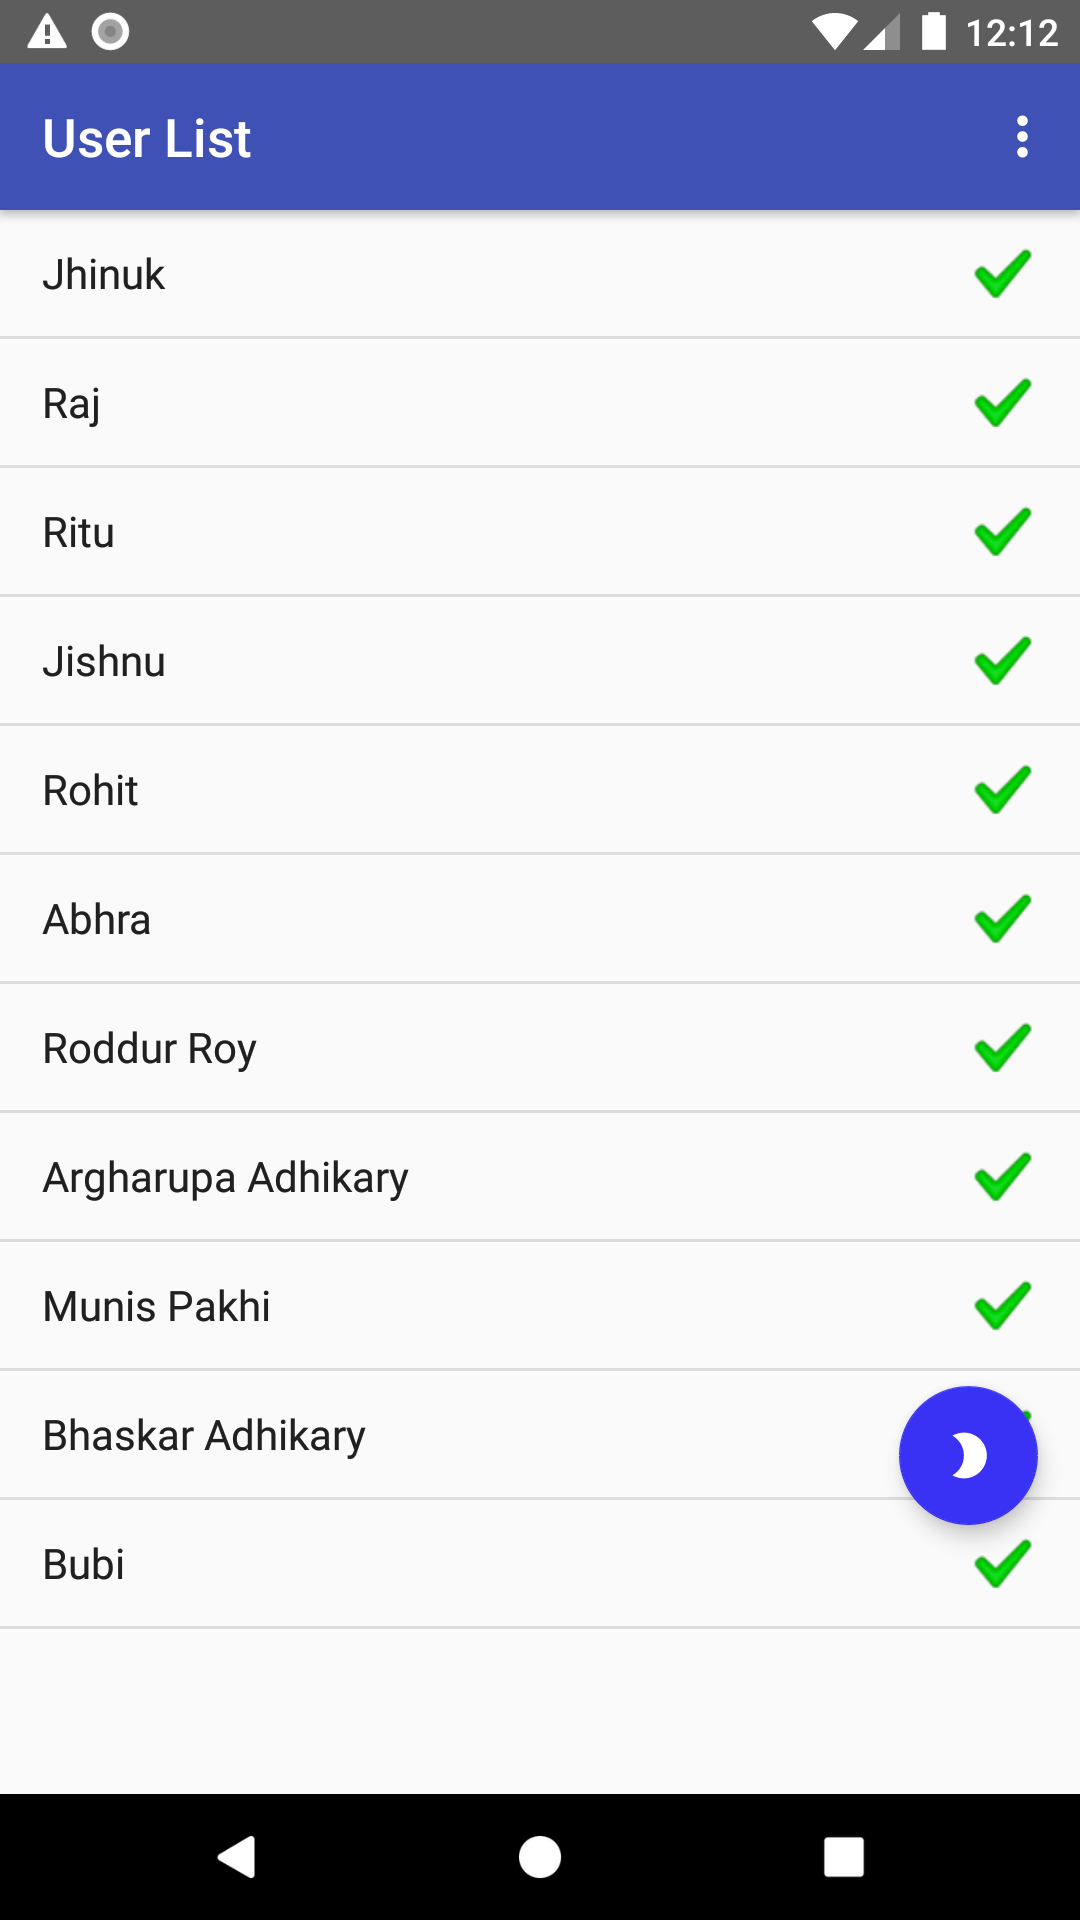 12:12
User List
Jhinuk
Raj
Ritu
Jishnu
Rohit
Abhra
Roddur Roy
Argharupa Adhikary
Munis Pakhi
Bhaskar Adhikary
Bubi